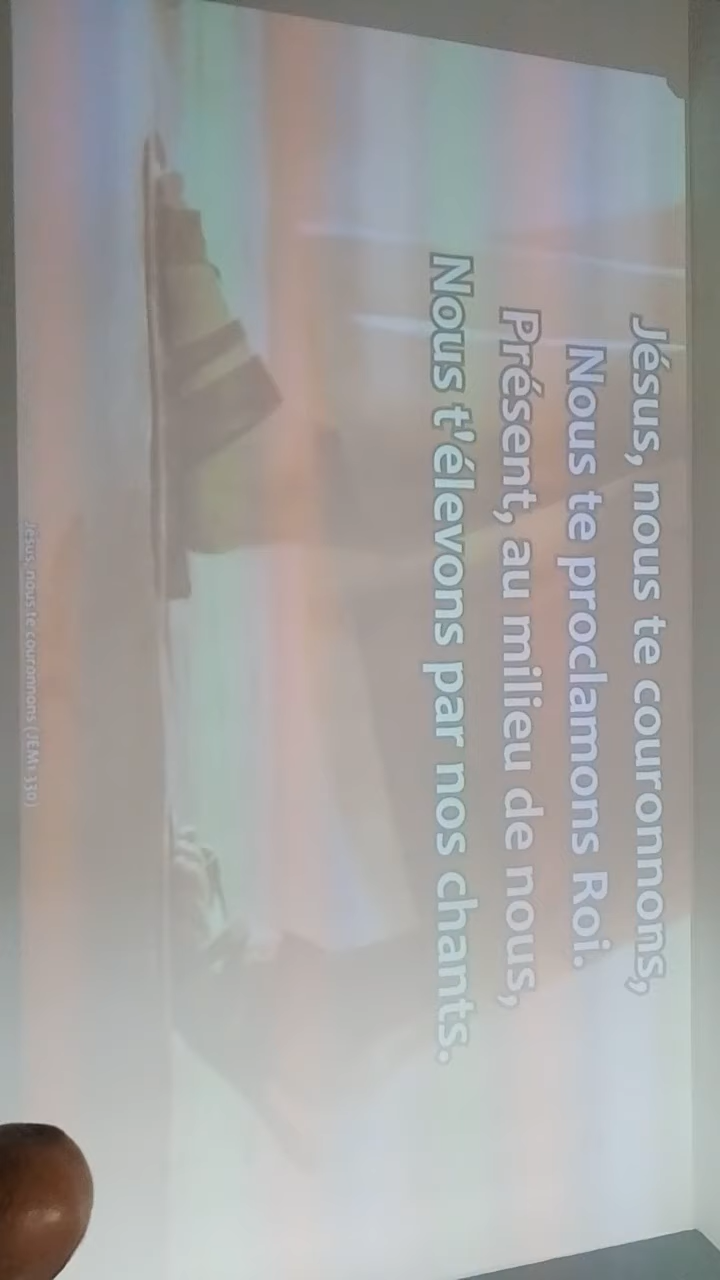 Jésus, nous te couronnons,
Nous te proclamons Roi.
Présent, au milieu de nous,
Nous t'élevons par nos chants.
Jésus, nous te couronnons (JEM1 330)